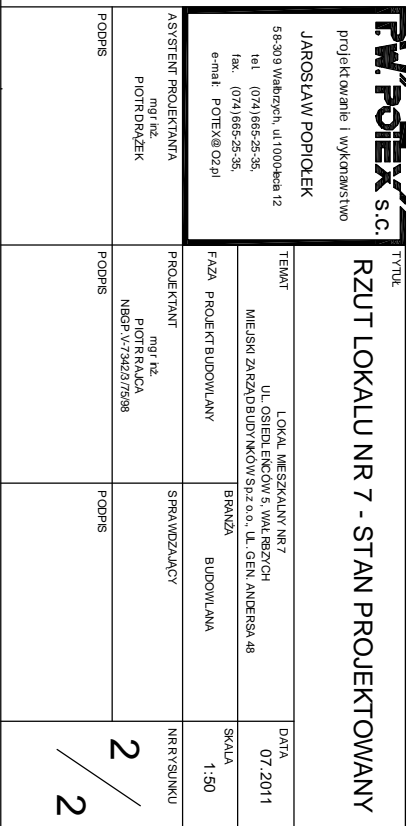 P.W. POTEX S.C.
projektowanie i wykonawstwo
JAROSŁAW POPIOŁEK
58-309 Wałbrzych, ul.1000-lecia 12
tel. (074)665-25-35,
fax. (074)665-25-35,
e-mail: POTEX@O2.pl
TYTUŁ
RZUT LOKALU NR 7 - STAN PROJEKTOWANY
TEMAT
LOKAL MIESZKALNY NR 7
UL. OSIEDLEŃCÓW 5, WAŁRBZYCH
MIEJSKI ZARZĄD BUDYNKÓW Sp.z o.o., UL. GEN. ANDERSA 48
DATA
07.2011
FAZA PROJEKT BUDOWLANY
BRANŻA
BUDOWLANA
SKALA
1:50
ASYSTENT PROJEKTANTA
mgr inż.
PIOTR DRĄŻEK
PROJEKTANT
mgr inż.
PIOTR RAJCA
NBGP.V-7342/3/75/98
SPRAWDZAJĄCY
NR RYSUNKU
2/2
PODPIS
PODPIS
PODPIS